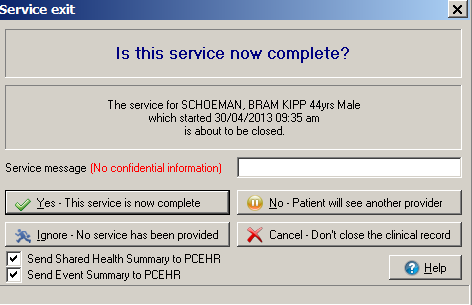 Service exit
Is this service now complete?
The service for SCHOEMAN, BRAM KIPP 44yrs Male
which started 30/04/2013 09:35 am
is about to be closed.
Service message (No confidential information)
Yes - This service is now complete
No - Patient will see another provider
Ignore - No service has been provided
Cancel - Don't close the clinical record
Send Shared Health Summary to PCEHR
Send Event Summary to PCEHR
Help